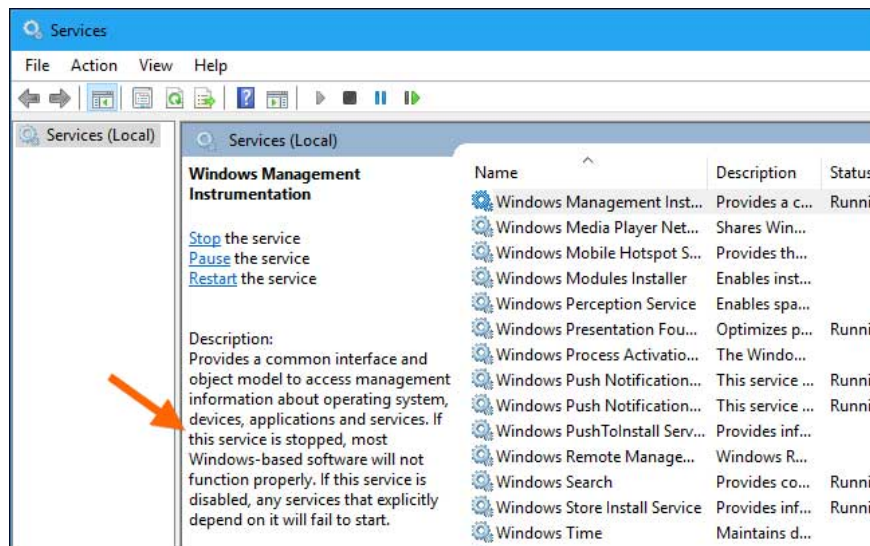 Services
File Action View Help
Services (Local)
Services (Local)
Windows Management
Instrumentation
Stop the service
Pause the service
Restart the service
Description:
Provides a common interface and
object model to access management
information about operating system,
devices, applications and services. If
this service is stopped, most
Windows-based software will not
function properly. If this service is
disabled, any services that explicitly
depend on it will fail to start.
Name Description Status
Windows Management Inst... Provides a c... Runni
Windows Media Player Net... Shares Win...
Windows Mobile Hotspot S... Provides th...
Windows Modules Installer Enables inst...
Windows Perception Service Enables spa...
Windows Presentation Fou... Optimizes p... Runni
Windows Process Activatio... The Windo...
Windows Push Notification... This service ... Runni
Windows Push Notification... This service ... Runni
Windows PushToInstall Serv... Provides inf...
Windows Remote Manage... Windows R...
Windows Search Provides co... Runni
Windows Store Install Service Provides inf... Runni
Windows Time Maintains d...